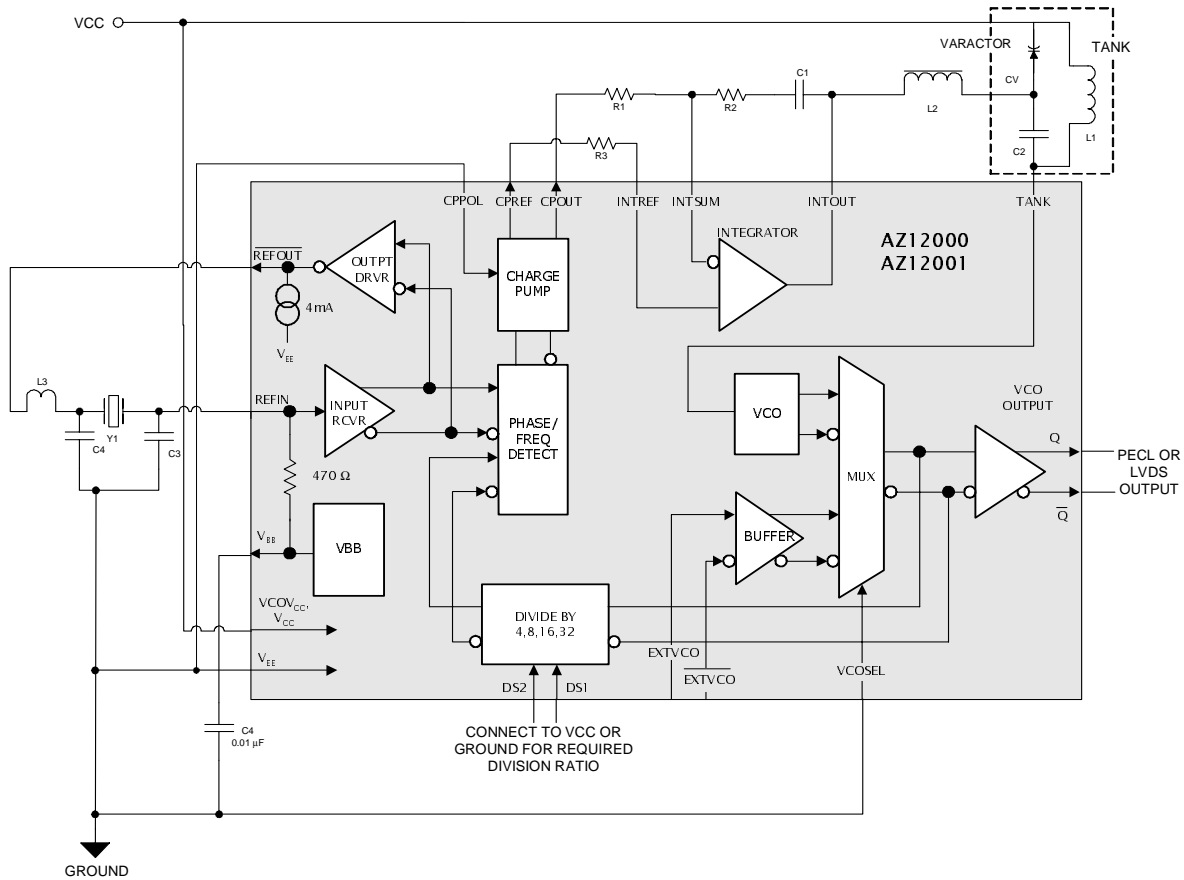 VCC
VARACTOR
TANK
CV
C1
R1
R2
L2
C2
L1
R3
CPPOL
CPREF
CPOUT
INTREF
INTSUM
INTOUT
TANK
INTEGRATOR
AZ12000
AZ12001
REFOUT
OUTPT
DRVR
CHARGE
PUMP
4mA
VEE
L3
REFIN
INPUT
RCVR
C4
Y1
C3
PHASE/
FREQ
DETECT
VCO
VCO
OUTPUT
MUX
Q
PECL OR
LVDS
OUTPUT
Q
470 Ω
BUFFER
VBB
VBB
VCOVCC,
VCC
DIVIDE BY
4,8,16,32
VEE
EXTVCO
EXTVCO
VCOSEL
DS2
DS1
C4
0.01 µF
CONNECT TO VCC OR
GROUND FOR REQUIRED
DIVISION RATIO
GROUND